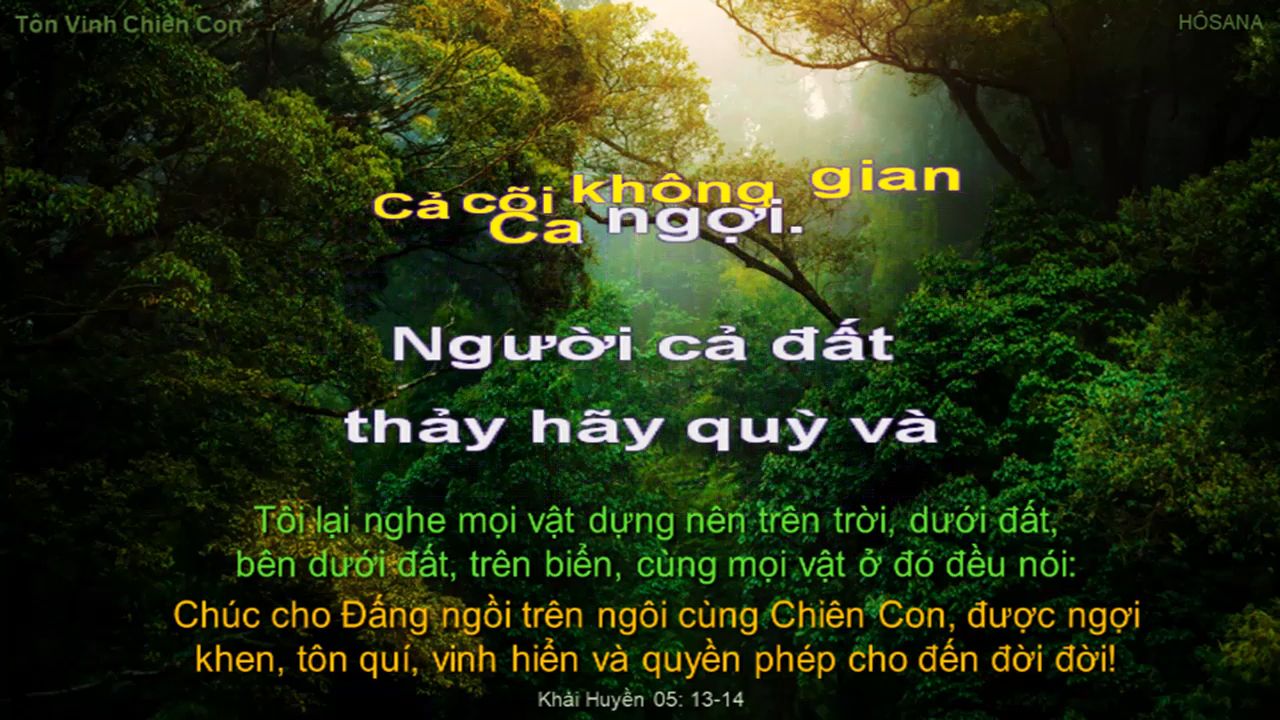 Tôn Vinh Chiên Con
HÔSANA
Cả cõi không gian
Ca ngợi.
Người cả đất
thảy hãy quỳ và
Tôi lại nghe mọi vật dựng nên trên trời, dưới đất,
bên dưới đất, trên biển, cùng mọi vật ở đó đều nói:
Chúc cho Đấng ngồi trên ngôi cùng Chiên Con, được ngợi
khen, tôn quí, vinh hiển và quyền phép cho đến đời đời!
Khải Huyền 05: 13-14